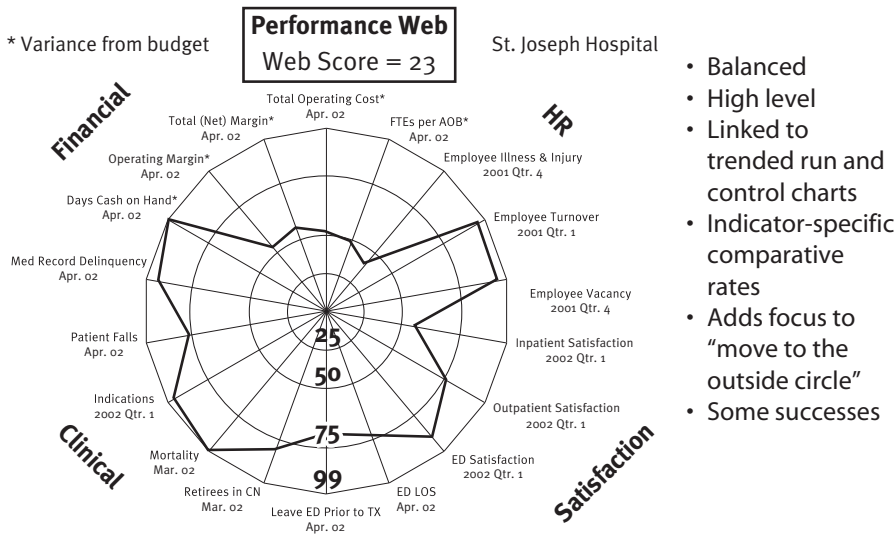 * Variance from budget
Performance Web
Web Score = 23
St. Joseph Hospital
Financial
HR
Clinical
Satisfaction
Total Operating Cost*
Apr. 02
FTEs per AOB*
Apr. 02
Employee Illness & Injury
2001 Qtr. 4
Employee Turnover
2001 Qtr. 1
Employee Vacancy
2001 Qtr. 4
Inpatient Satisfaction
2002 Qtr. 1
Outpatient Satisfaction
2002 Qtr. 1
ED Satisfaction
2002 Qtr. 1
ED LOS
Apr. 02
Leave ED Prior to TX
Apr. 02
Retirees in CN
Mar. 02
Mortality
Mar. 02
Indications
2002 Qtr. 1
Patient Falls
Apr. 02
Med Record Delinquency
Apr. 02
Days Cash on Hand*
Apr. 02
Operating Margin*
Apr. 02
Total (Net) Margin*
Apr. 02
25
50
75
99
• Balanced
• High level
• Linked to
trended run and
control charts
• Indicator-specific
comparative
rates
• Adds focus to
“move to the
outside circle”
• Some successes